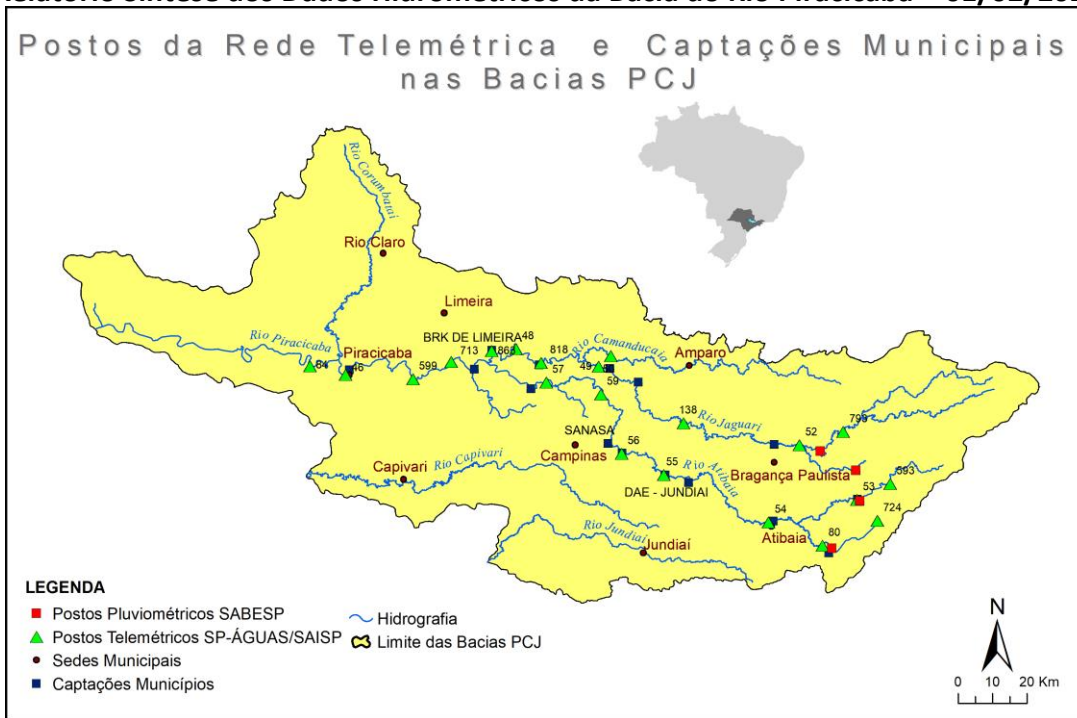 Postos da Rede Telemétrica e Captações Municipais
nas Bacias PCJ
Rio Corumbataí
Rio Claro
Limeira
BRK DE LIMEIRA
48
Rio Piracicaba
Piracicaba
713
868
818
Rio Camanducaia
Amparo
84
46
599
57
49
59
138
Rio Jaguari
52
799
SANASA
Campinas
56
Capivari
Rio Capivari
55
Rio Atibaia
Bragança Paulista
593
DAE - JUNDIAI
53
54
724
Rio Jundiaí
Jundiaí
Atibaia
80
LEGENDA
Postos Pluviométricos SABESP
Hidrografia
Postos Telemétricos SP-ÁGUAS/SAISP
Limite das Bacias PCJ
Sedes Municipais
Captações Municípios
N
0 10 20 Km